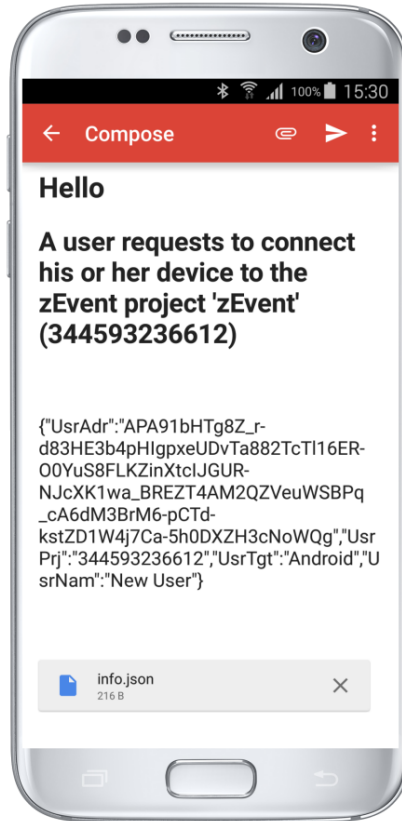 100% 15:30
Compose
Hello
A user requests to connect
his or her device to the
zEvent project 'zEvent'
(344593236612)
{"UsrAdr":"APA91bHTg8Z_r-
d83HE3b4pHIgpxeUDvTa882TcTl16ER-
O0YuS8FLKZinXtcIJGUR-
NJcXK1wa_BREZT4AM2QZVeuWSBPq
_cA6dM3BrM6-pCTd-
kstZD1W4j7Ca-5h0DXZH3cNoWQg","Usr
Prj":"344593236612","UsrTgt":"Android","U
srNam":"New User"}
info.json
216 B